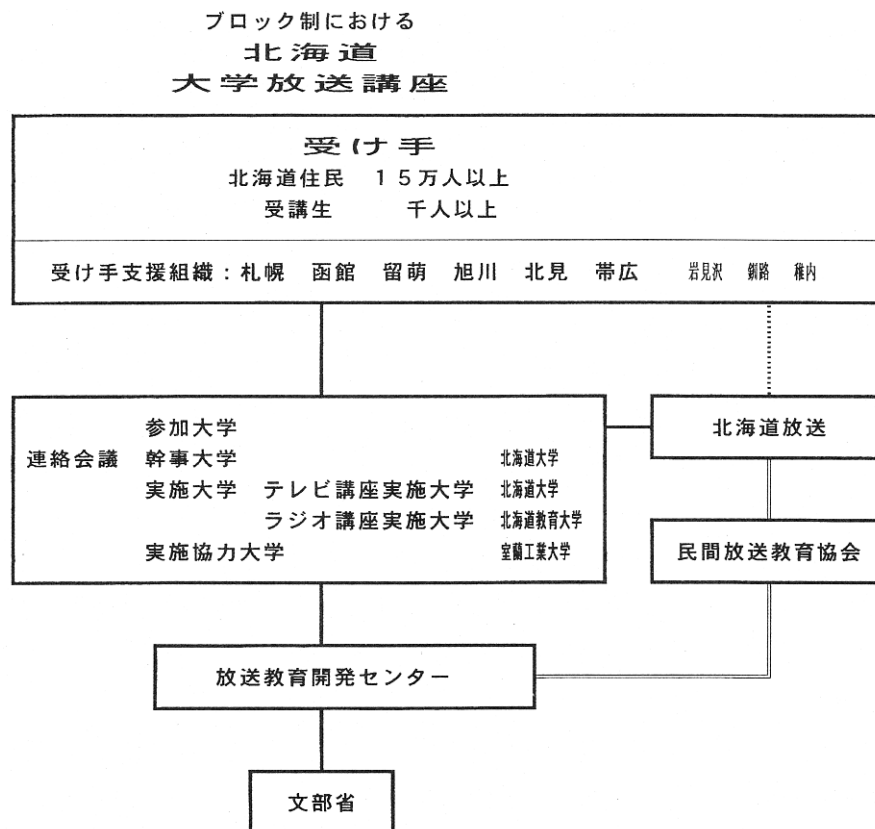 ブロック制における
北海道
大学放送講座
受け手
北海道住民　１５万人以上
受講生　　　千人以上
受け手支援組織：札幌　函館　留萌　旭川　北見　帯広　岩見沢　釧路　稚内
参加大学
連絡会議　幹事大学　北海道大学
実施大学　テレビ講座実施大学　北海道大学
ラジオ講座実施大学　北海道教育大学
実施協力大学　室蘭工業大学
北海道放送
民間放送教育協会
放送教育開発センター
文部省